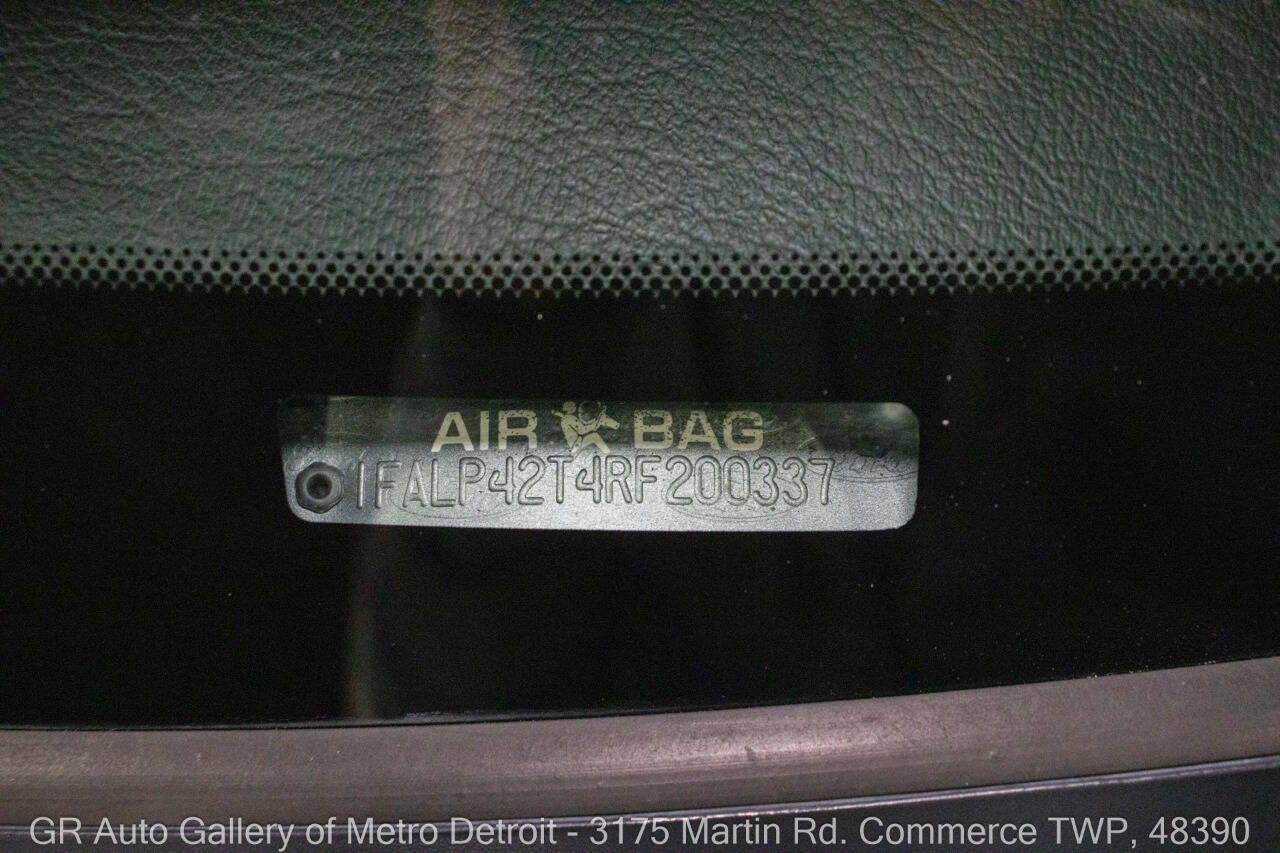 AIR BAG
1FALP42T4RF200337
GR Auto Gallery of Metro Detroit - 3175 Martin Rd. Commerce TWP, 48390